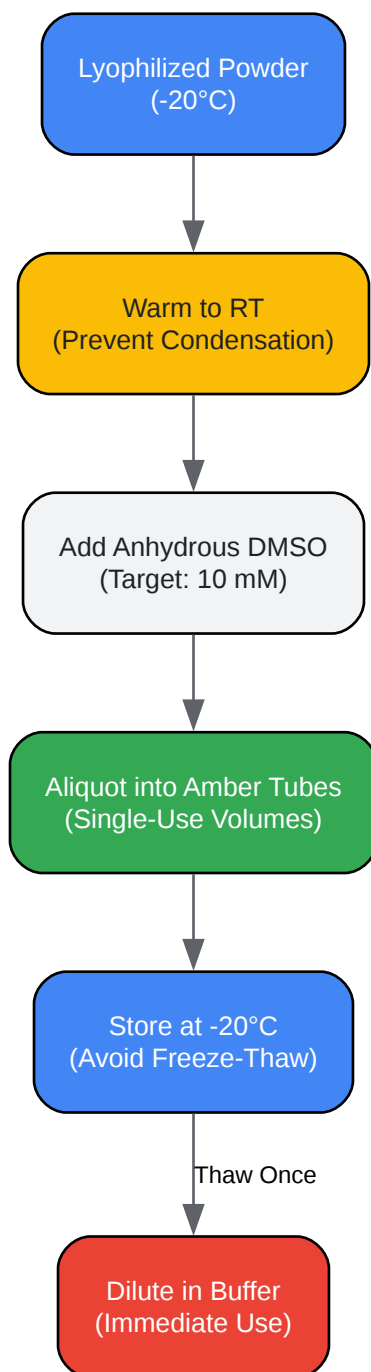 Lyophilized Powder
(-20°C)
Warm to RT
(Prevent Condensation)
Add Anhydrous DMSO
(Target: 10 mM)
Aliquot into Amber Tubes
(Single-Use Volumes)
Store at -20°C
(Avoid Freeze-Thaw)
Thaw Once
Dilute in Buffer
(Immediate Use)